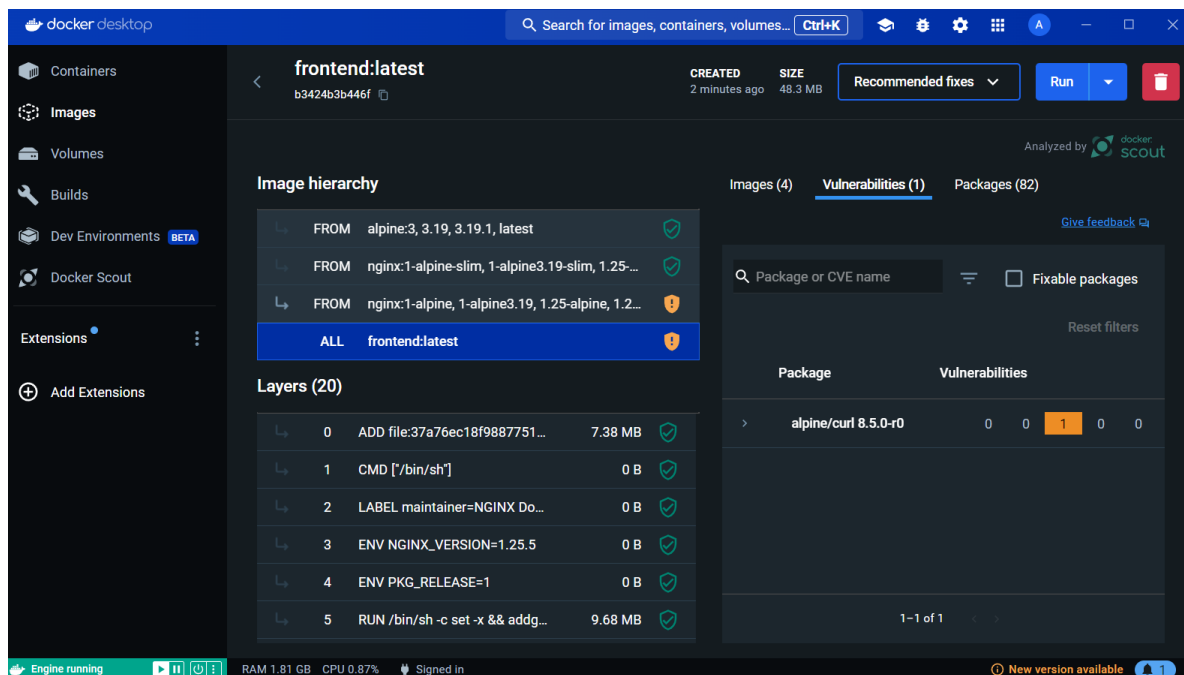 docker desktop
Search for images, containers, volumes... Ctrl+K
A
Containers
Images
Volumes
Builds
Dev Environments BETA
Docker Scout
Extensions
Add Extensions
frontend:latest
b3424b3b446f
CREATED
2 minutes ago
SIZE
48.3 MB
Recommended fixes
Run
Analyzed by docker scout
Image hierarchy
FROM alpine:3, 3.19, 3.19.1, latest
FROM nginx:1-alpine-slim, 1-alpine3.19-slim, 1.25-...
FROM nginx:1-alpine, 1-alpine3.19, 1.25-alpine, 1.2...
ALL frontend:latest
Layers (20)
0 ADD file:37a76ec18f9887751... 7.38 MB
1 CMD ["/bin/sh"] 0 B
2 LABEL maintainer=NGINX Do... 0 B
3 ENV NGINX_VERSION=1.25.5 0 B
4 ENV PKG_RELEASE=1 0 B
5 RUN /bin/sh -c set -x && addg... 9.68 MB
Images (4) Vulnerabilities (1) Packages (82)
Give feedback
Package or CVE name
Fixable packages
Reset filters
Package Vulnerabilities
alpine/curl 8.5.0-r0 0 0 1 0 0
1–1 of 1
Engine running
RAM 1.81 GB CPU 0.87% Signed in
New version available
1